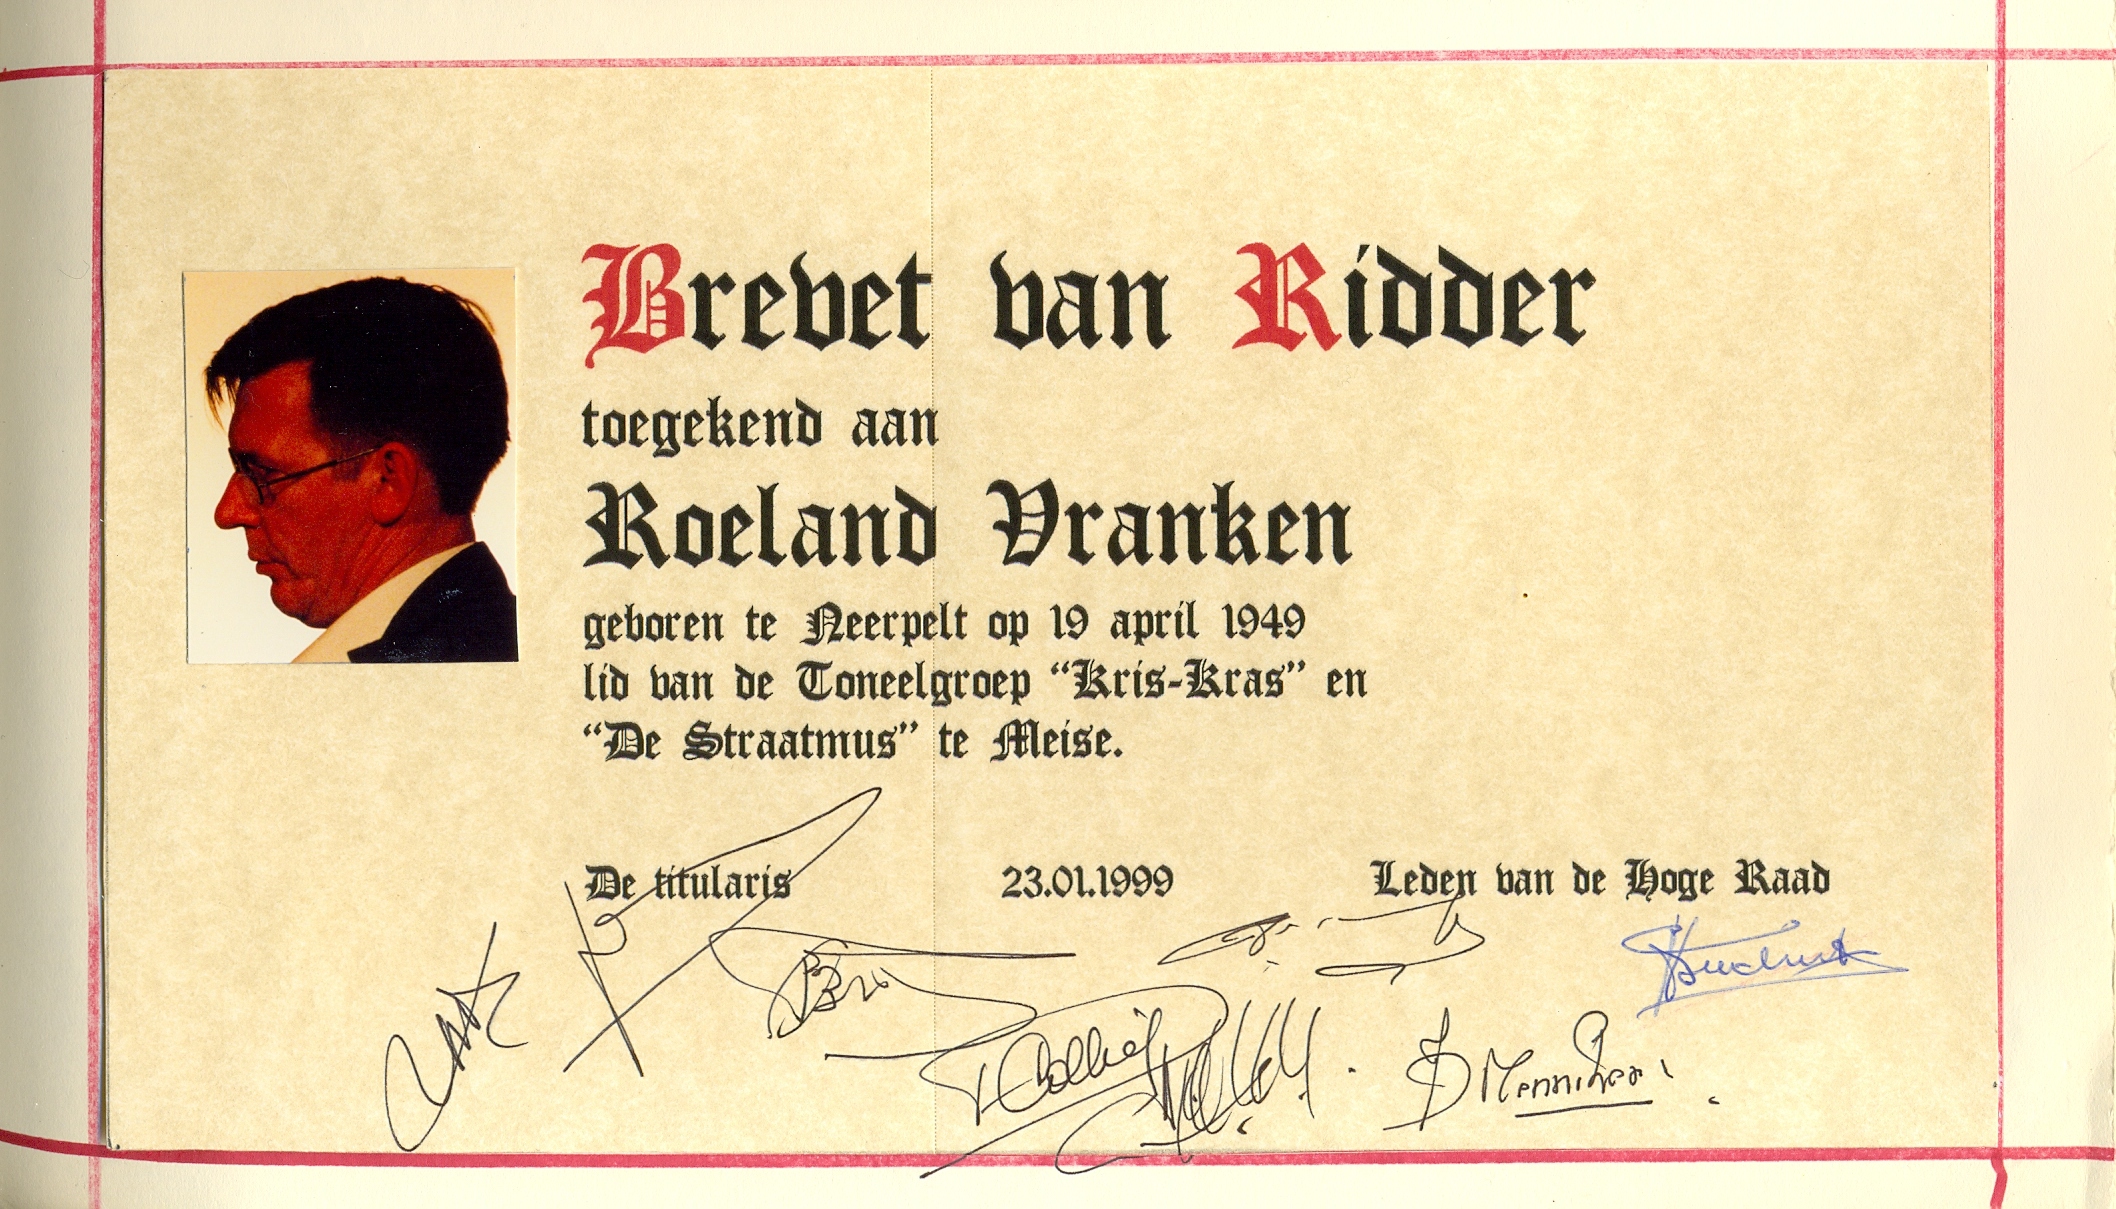 Brevet van Ridder
toegekend aan
Roeland Vranken
geboren te Neerpelt op 19 april 1949
lid van de Toneelgroep “Kris-Kras” en
“De Straatmus” te Meise.
De titularis 23.01.1999 Leden van de Hoge Raad